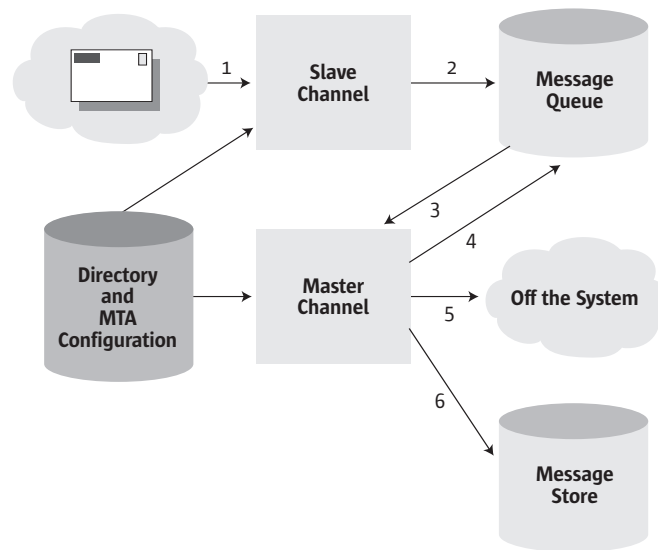 1
Slave
Channel
2
Message
Queue
3
4
Directory
and
MTA
Configuration
Master
Channel
5
Off the System
6
Message
Store